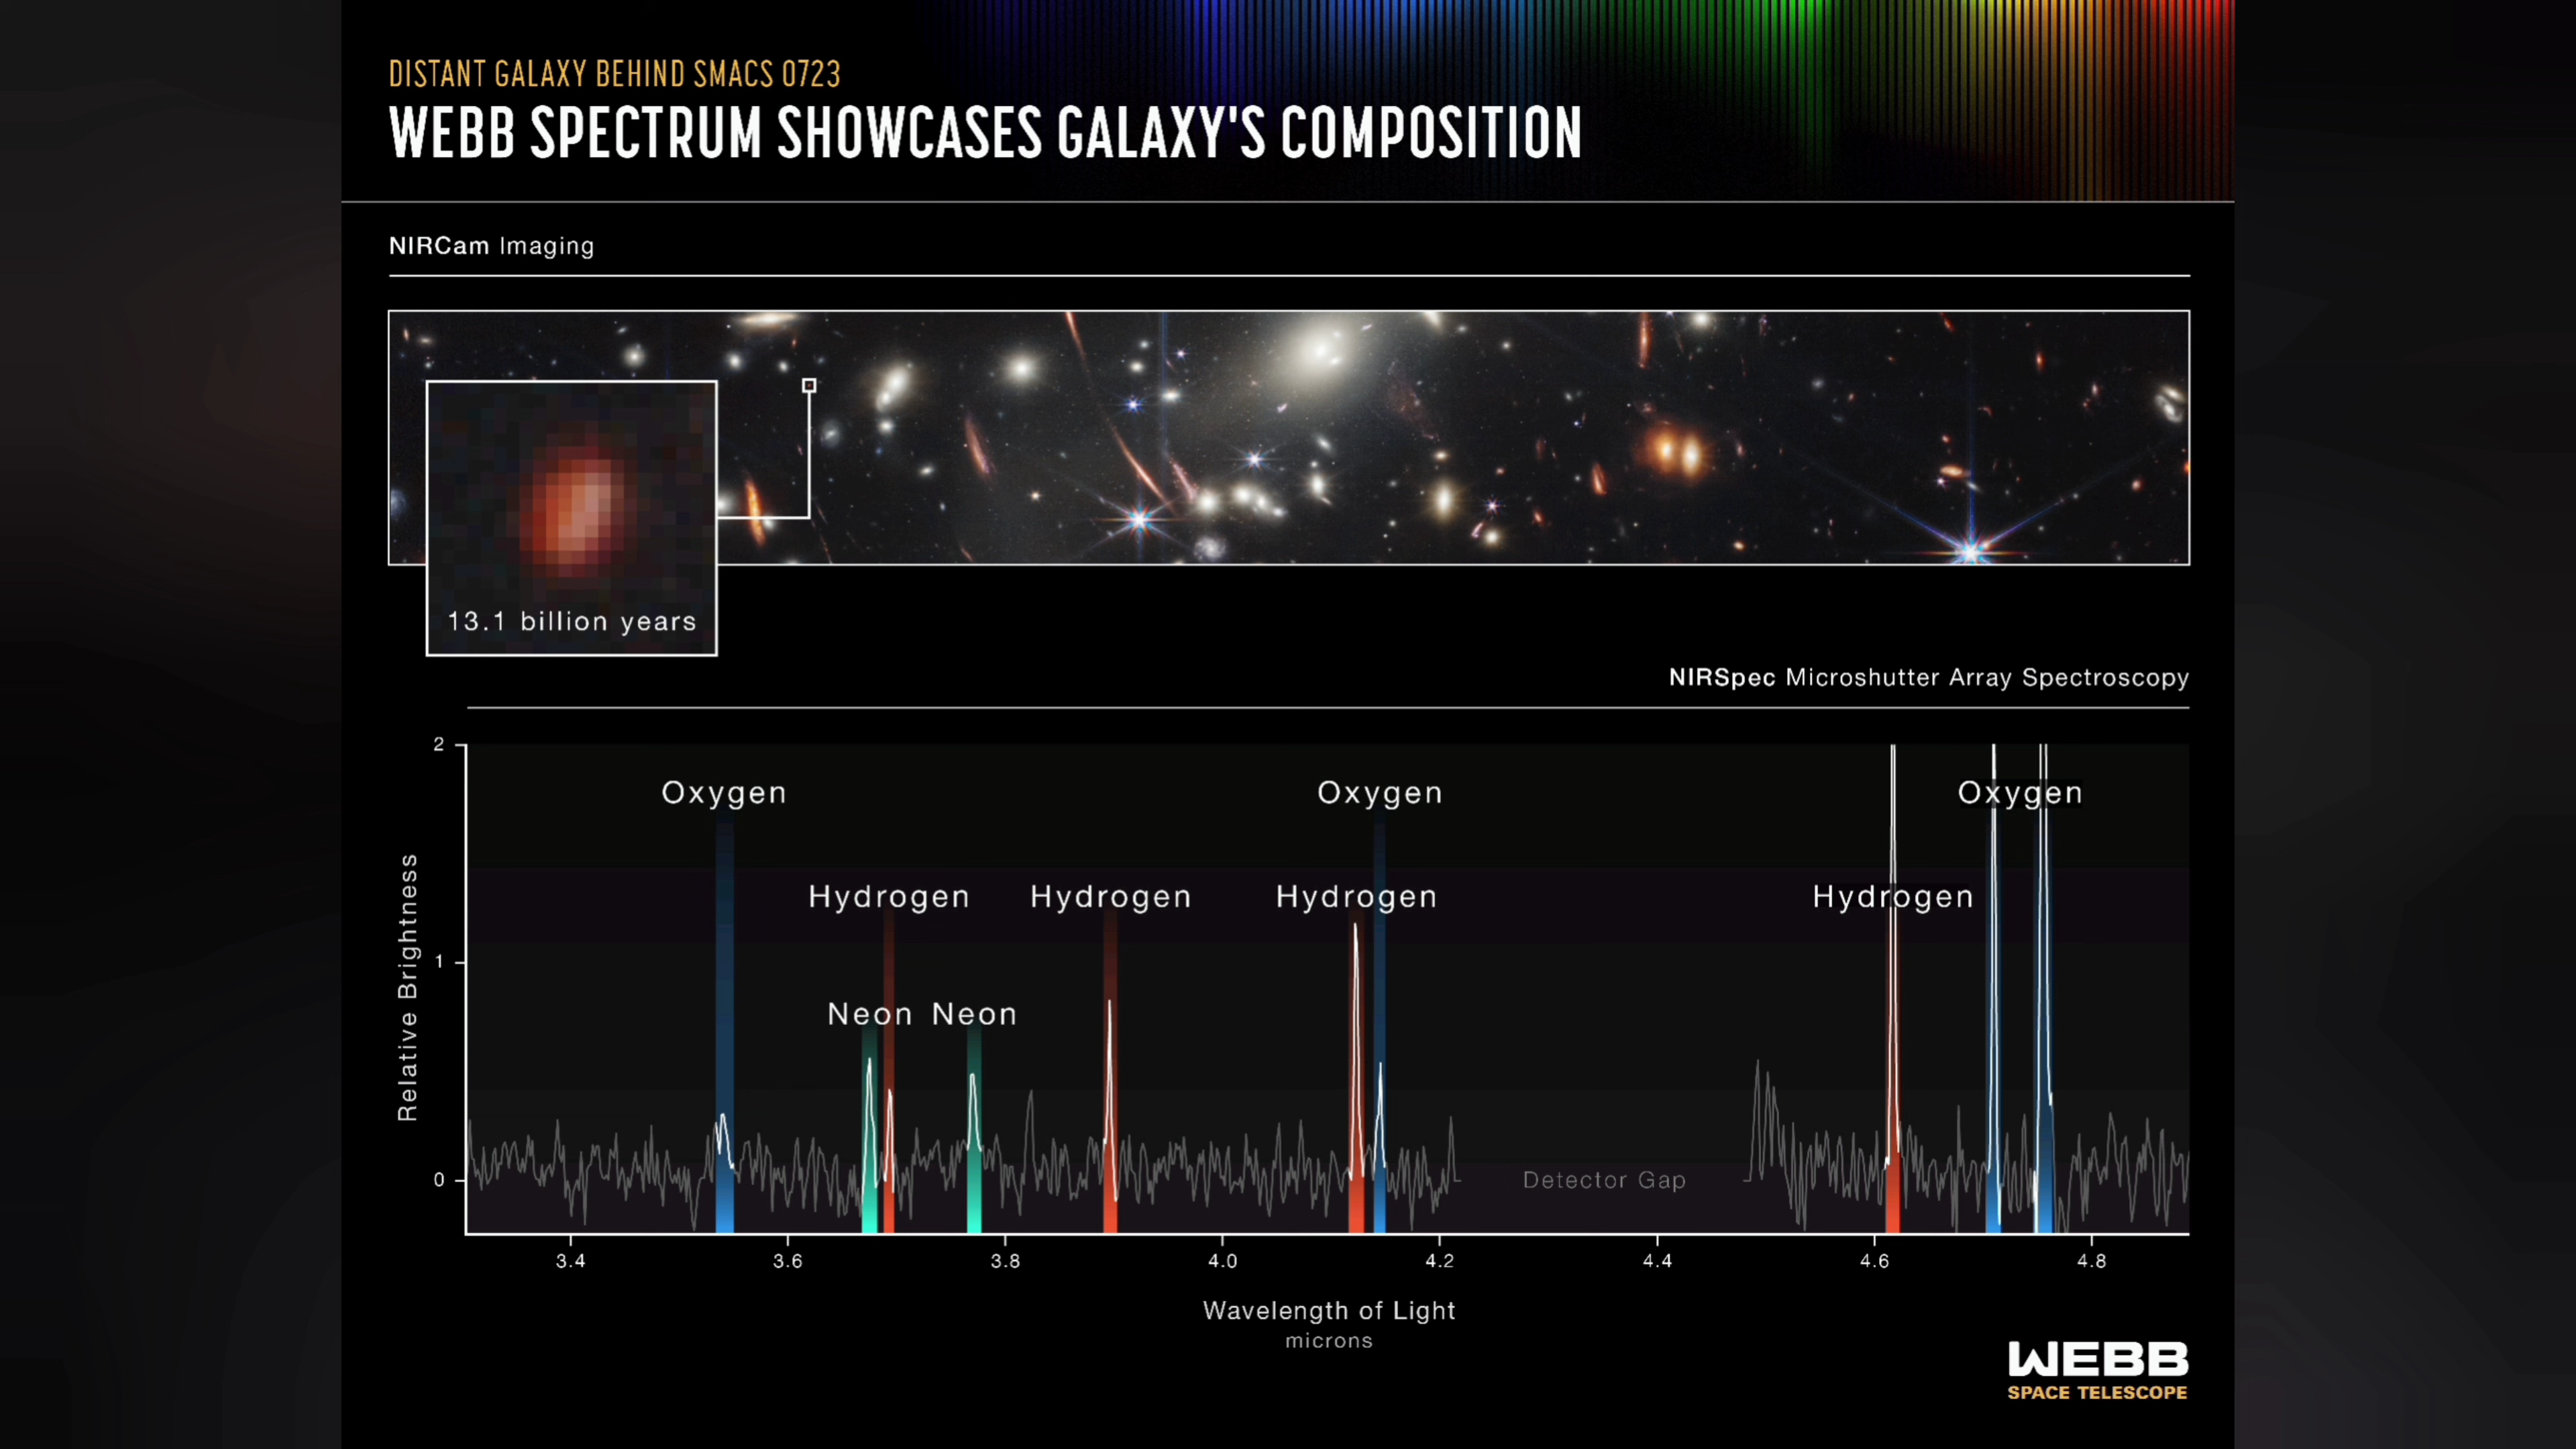 DISTANT GALAXY BEHIND SMACS 0723
WEBB SPECTRUM SHOWCASES GALAXY'S COMPOSITION
NIRCam Imaging
13.1 billion years
NIRSpec Microshutter Array Spectroscopy
2
Oxygen Oxygen Oxygen
Hydrogen Hydrogen Hydrogen Hydrogen
Relative Brightness
1
Neon Neon
0
Detector Gap
3.4 3.6 3.8 4.0 4.2 4.4 4.6 4.8
Wavelength of Light
microns
WEBB
SPACE TELESCOPE